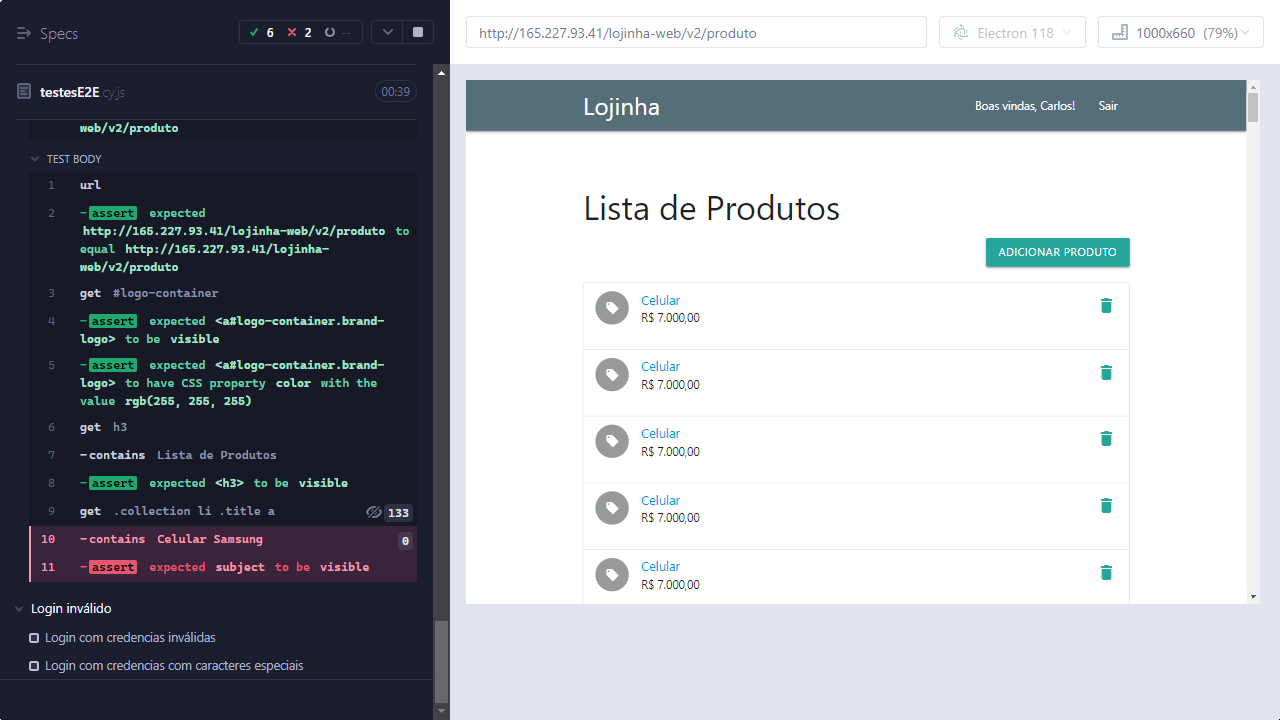 Specs
6 2 --
testesE2E cy.js
00:39
web/v2/produto
TEST BODY
1 url
2 -assert expected
http://165.227.93.41/lojinha-web/v2/produto to
equal http://165.227.93.41/lojinha-
web/v2/produto
3 get #logo-container
4 -assert expected <a#logo-container.brand-
logo> to be visible
5 -assert expected <a#logo-container.brand-
logo> to have CSS property color with the
value rgb(255, 255, 255)
6 get h3
7 -contains Lista de Produtos
8 -assert expected <h3> to be visible
9 get .collection li .title a 133
10 -contains Celular Samsung 0
11 -assert expected subject to be visible
Login inválido
Login com credencias inválidas
Login com credencias com caracteres especiais
http://165.227.93.41/lojinha-web/v2/produto
Electron 118
1000x660 (79%)
Lojinha
Boas vindas, Carlos!
Sair
Lista de Produtos
ADICIONAR PRODUTO
Celular
R$ 7.000,00
Celular
R$ 7.000,00
Celular
R$ 7.000,00
Celular
R$ 7.000,00
Celular
R$ 7.000,00